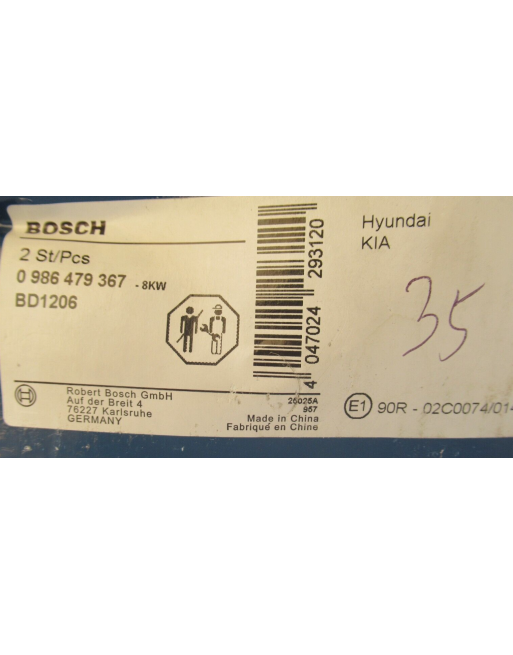 BOSCH
2 St/Pcs
0 986 479 367 - 8KW
BD1206
Robert Bosch GmbH
Auf der Breit 4
76227 Karlsruhe
GERMANY
4 047024 293120
26025A
957
Made in China
Fabriqué en Chine
Hyundai
KIA
35
E1 90R - 02C0074/014